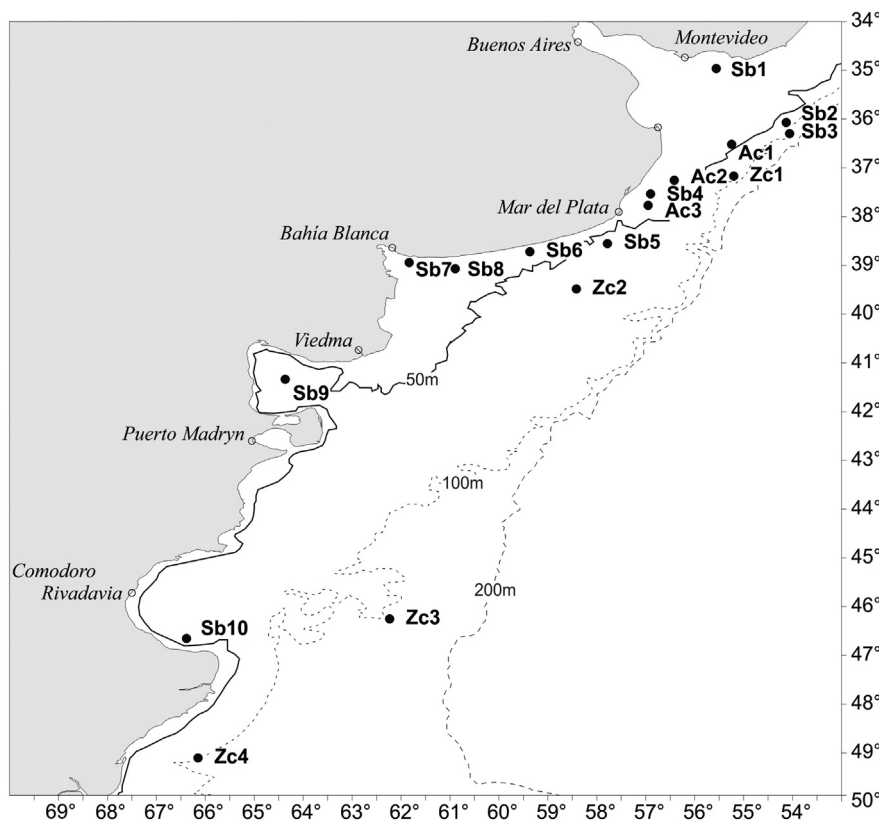 34°
Buenos Aires
Montevideo
35°
Sb1
36°
Sb2
Sb3
Ac1
37°
Ac2
Zc1
Sb4
Mar del Plata
Ac3
38°
Bahía Blanca
Sb6
Sb5
Sb7
Sb8
39°
Zc2
40°
Viedma
41°
50m
Sb9
42°
Puerto Madryn
43°
100m
44°
45°
Comodoro
Rivadavia
200m
46°
Zc3
Sb10
47°
48°
Zc4
49°
50°
69° 68° 67° 66° 65° 64° 63° 62° 61° 60° 59° 58° 57° 56° 55° 54°